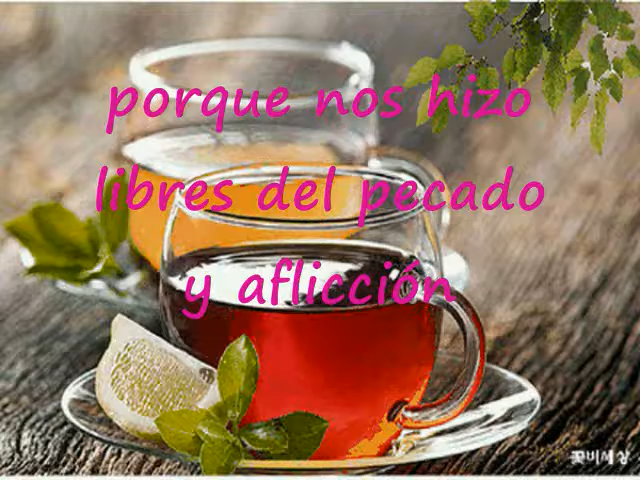 porque nos hizo
libres del pecado
y aflicción
꽃비세상